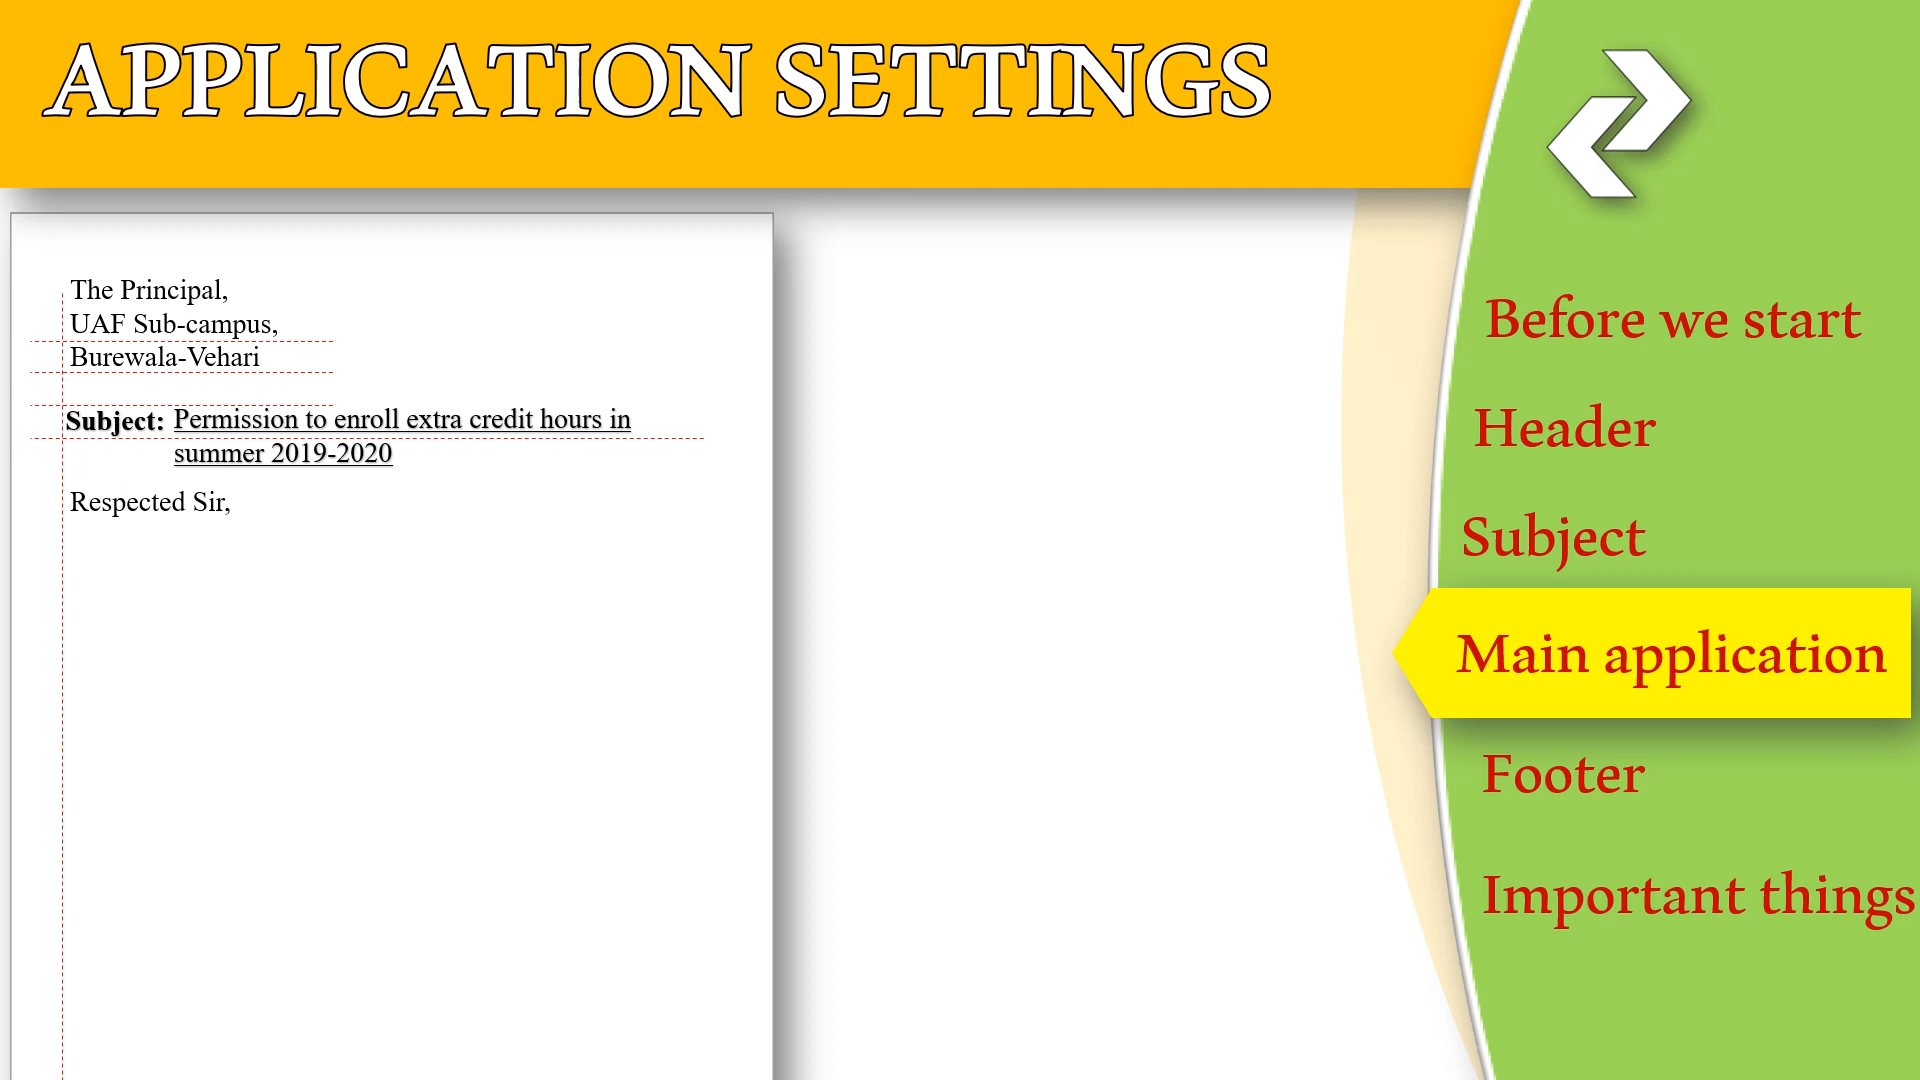 APPLICATION SETTINGS
The Principal,
UAF Sub-campus,
Burewala-Vehari
Subject: Permission to enroll extra credit hours in
summer 2019-2020
Respected Sir,
Before we start
Header
Subject
Main application
Footer
Important things